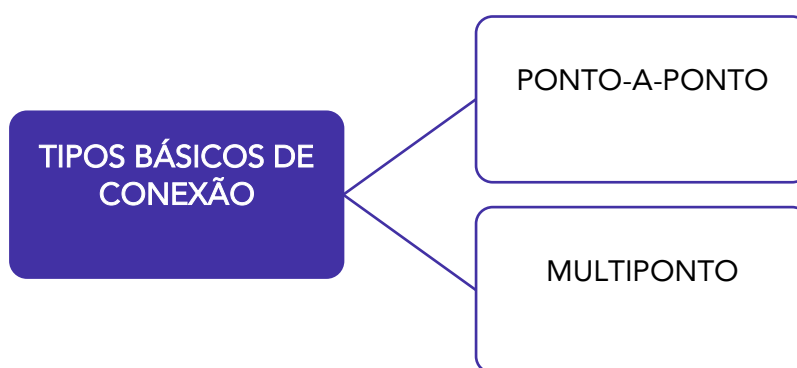 TIPOS BÁSICOS DE
CONEXÃO
PONTO-A-PONTO
MULTIPONTO